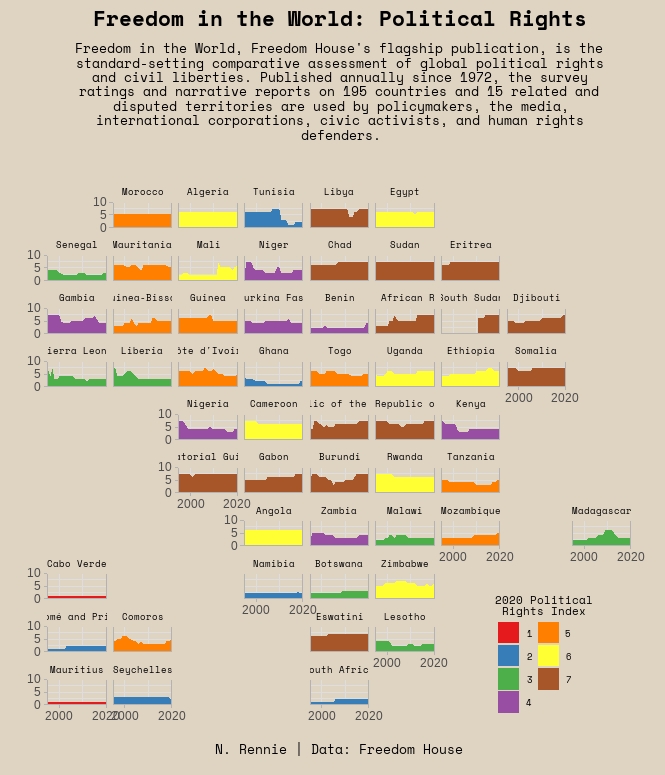 Freedom in the World: Political Rights
Freedom in the World, Freedom House's flagship publication, is the
standard-setting comparative assessment of global political rights
and civil liberties. Published annually since 1972, the survey
ratings and narrative reports on 195 countries and 15 related and
disputed territories are used by policymakers, the media,
international corporations, civic activists, and human rights
defenders.
Morocco Algeria Tunisia Libya Egypt
10
5
0
Senegal Mauritania Mali Niger Chad Sudan Eritrea
10
5
0
Gambia uinea-Bissa Guinea urkina Fas Benin African R South Sudan Djibouti
10
5
0
ierra Leon Liberia ôte d'Ivoir Ghana Togo Uganda Ethiopia Somalia
10
5
0
2000 2020
Nigeria Cameroon lic of the Republic o Kenya
10
5
0
atorial Gui Gabon Burundi Rwanda Tanzania
10
5
0
2000 2020
Angola Zambia Malawi Mozambique Madagascar
10
5
0
2000 2020 2000 2020
Cabo Verde Namibia Botswana Zimbabwe
10
5
0
2000 2020
omé and Pri Comoros Eswatini Lesotho
10
5
0
2000 2020
Mauritius Seychelles outh Afric
10
5
0
2000 2020 2000 2020 2000 2020
2020 Political
Rights Index
1 5
2 6
3 7
4
N. Rennie | Data: Freedom House